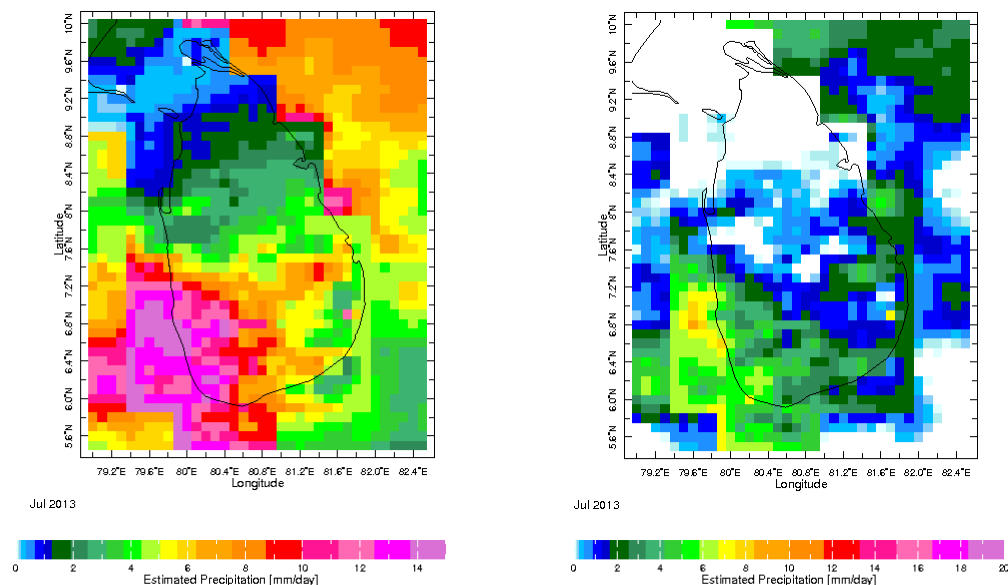 10°N 9.6°N 9.2°N 8.8°N 8.4°N 8°N 7.6°N 7.2°N 6.8°N 6.4°N 6.0°N 5.6°N
Latitude
79.2°E 79.6°E 80°E 80.4°E 80.8°E 81.2°E 81.6°E 82.0°E 82.4°E
Longitude
Jul 2013
0 2 4 6 8 10 12 14
Estimated Precipitation [mm/day]
10°N 9.6°N 9.2°N 8.8°N 8.4°N 8°N 7.6°N 7.2°N 6.8°N 6.4°N 6.0°N 5.6°N
Latitude
79.2°E 79.6°E 80°E 80.4°E 80.8°E 81.2°E 81.6°E 82.0°E 82.4°E
Longitude
Jul 2013
0 2 4 6 8 10 12 14 16 18 20
Estimated Precipitation [mm/day]